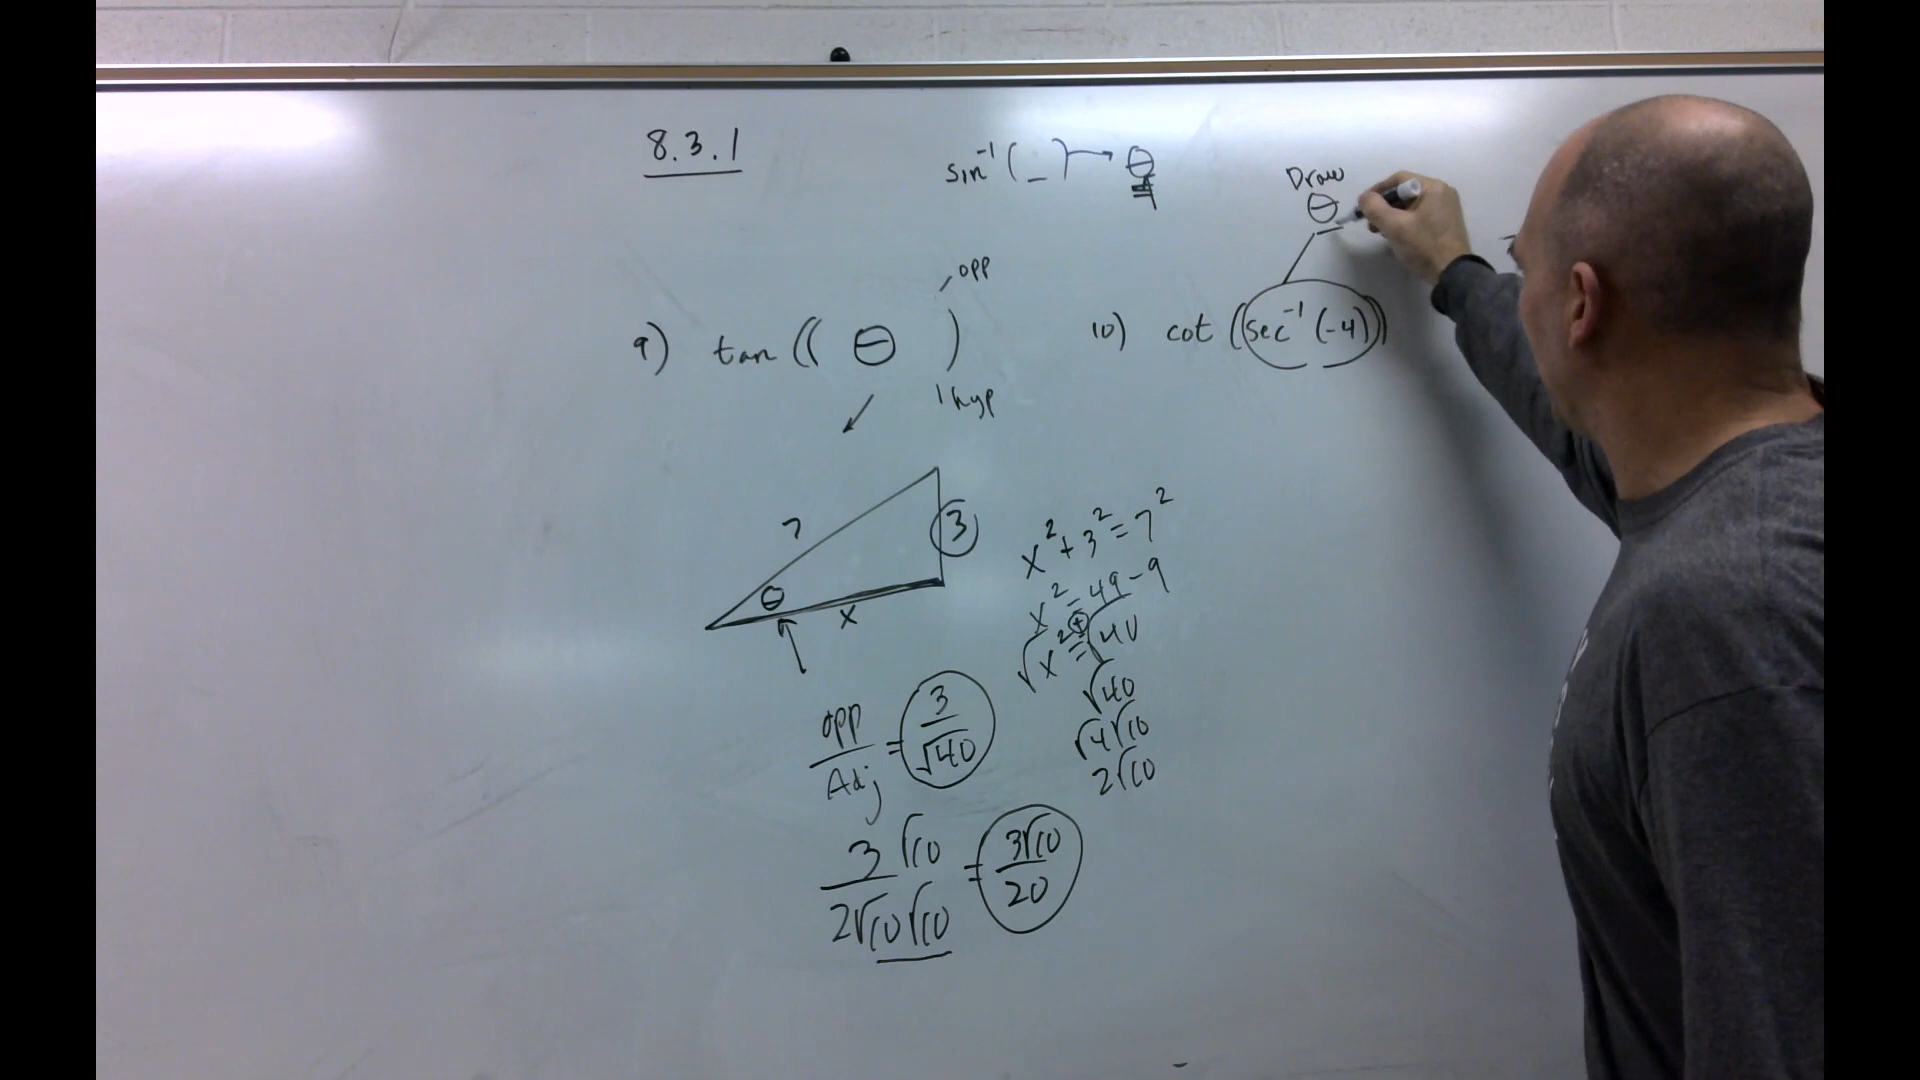 8.3.1
sin⁻¹ ( _ ) → θ
9) tan (( θ )
opp
hyp
7
3
θ
x
x² + 3² = 7²
x² = 49 - 9
√x² = ⊕ √40
√40
√4 √10
2√10
opp/Adj = 3/√40
3 √10 / 2√10 √10 = 3√10 / 20
Draw
θ
10) cot ((sec⁻¹ (-4)))